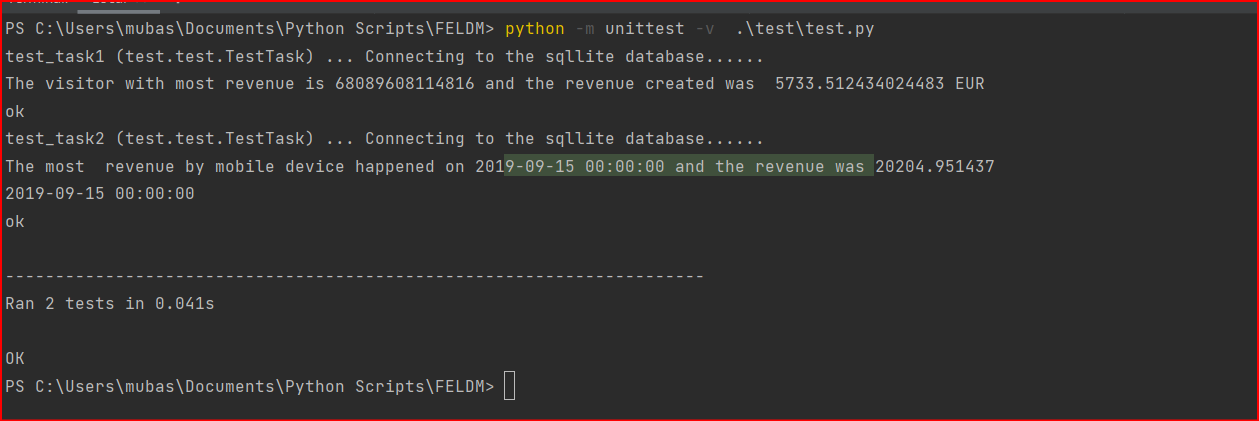 PS C:\Users\mubas\Documents\Python Scripts\FELDM> python -m unittest -v  .\test\test.py
test_task1 (test.test.TestTask) ... Connecting to the sqllite database......
The visitor with most revenue is 68089608114816 and the revenue created was  5733.512434024483 EUR
ok
test_task2 (test.test.TestTask) ... Connecting to the sqllite database......
The most  revenue by mobile device happened on 2019-09-15 00:00:00 and the revenue was 20204.951437
2019-09-15 00:00:00
ok
----------------------------------------------------------------------
Ran 2 tests in 0.041s
OK
PS C:\Users\mubas\Documents\Python Scripts\FELDM>